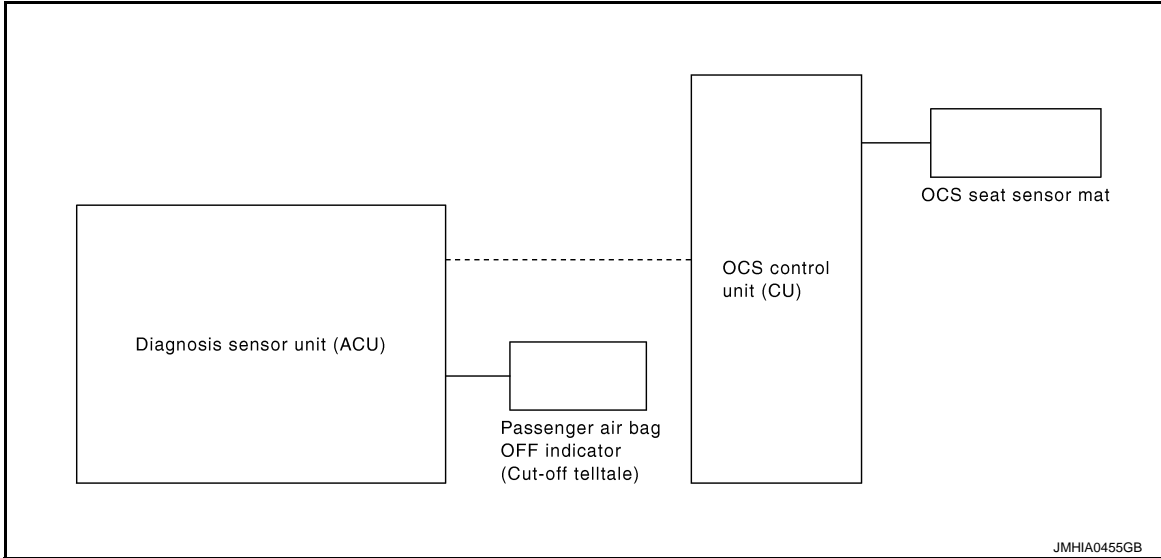 OCS seat sensor mat
OCS control
unit (CU)
Diagnosis sensor unit (ACU)
Passenger air bag
OFF indicator
(Cut-off telltale)
JMHIA0455GB